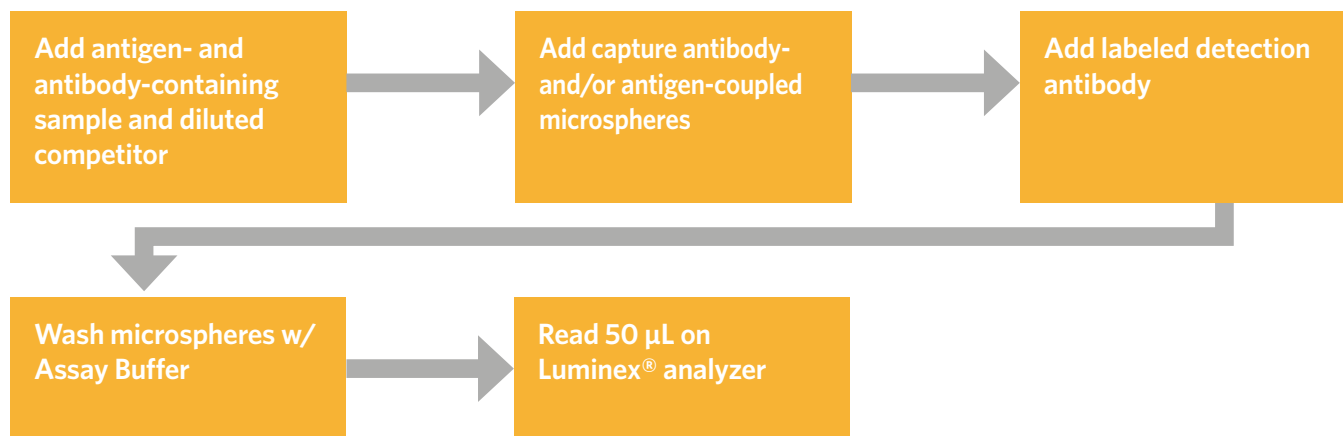 Add antigen- and
antibody-containing
sample and diluted
competitor
Add capture antibody-
and/or antigen-coupled
microspheres
Add labeled detection
antibody
Wash microspheres w/
Assay Buffer
Read 50 µL on
Luminex® analyzer